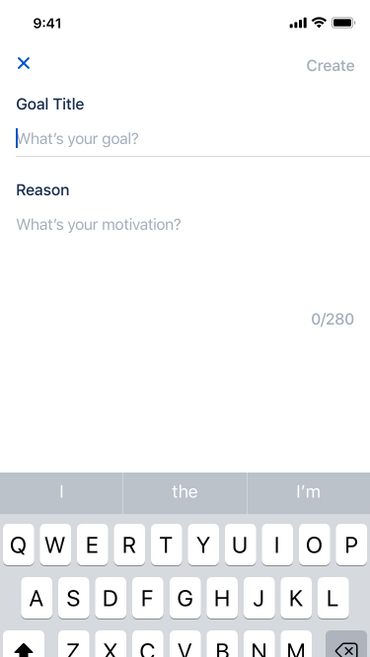 9:41
Create
Goal Title
What's your goal?
Reason
What's your motivation?
0/280
I the I'm
Q W E R T Y U I O P
A S D F G H J K L
Z X C V B N M